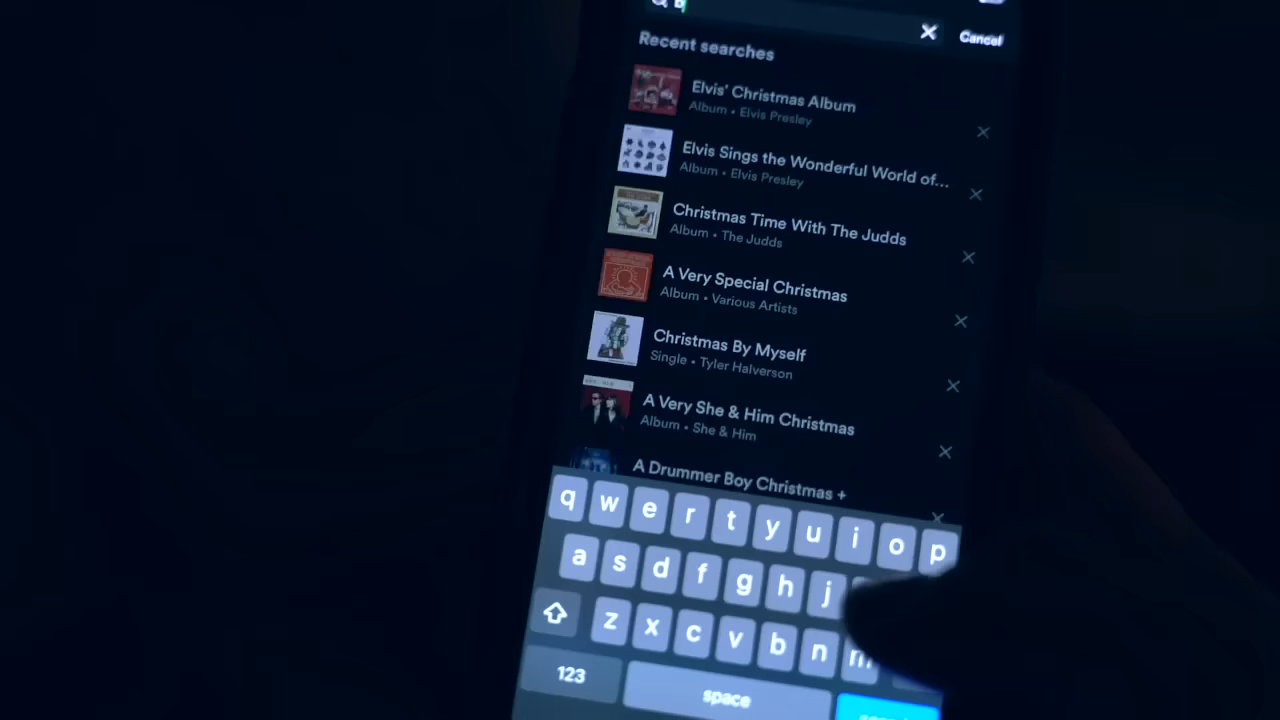 b
Cancel
Recent searches
Elvis' Christmas Album
Album • Elvis Presley
Elvis Sings the Wonderful World of...
Album • Elvis Presley
Christmas Time With The Judds
Album • The Judds
A Very Special Christmas
Album • Various Artists
Christmas By Myself
Single • Tyler Halverson
A Very She & Him Christmas
Album • She & Him
A Drummer Boy Christmas +
q w e r t y u i o p
a s d f g h j
z x c v b n m
123 space